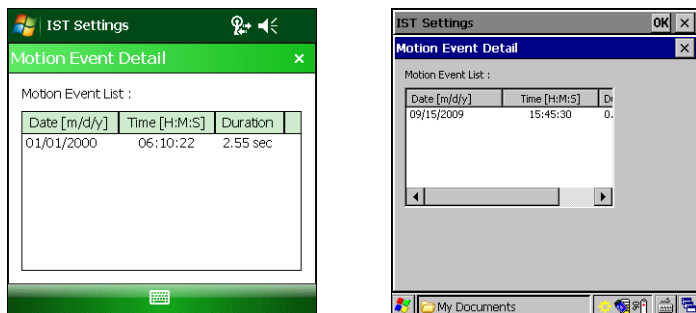 IST Settings
Motion Event Detail
Motion Event List :
Date [m/d/y] Time [H:M:S] Duration
01/01/2000 06:10:22 2.55 sec
IST Settings OK
Motion Event Detail
Motion Event List :
Date [m/d/y] Time [H:M:S] D
09/15/2009 15:45:30 0.
My Documents